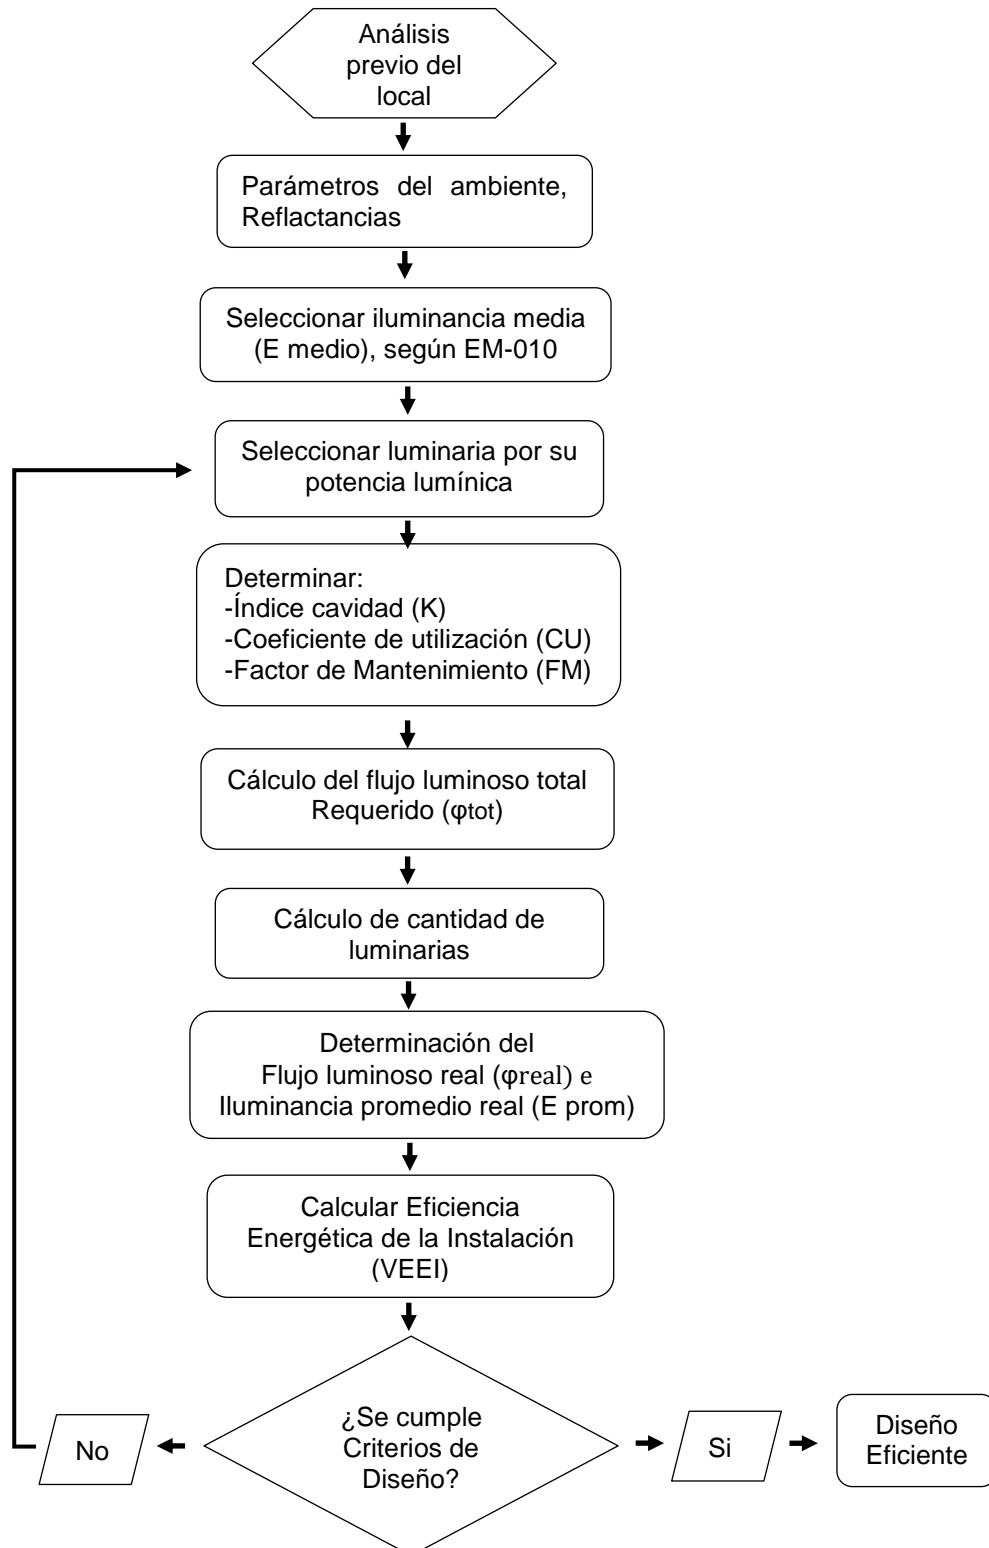 Análisis
previo del
local
Parámetros del ambiente,
Reflactancias
Seleccionar iluminancia media
(E medio), según EM-010
Seleccionar luminaria por su
potencia lumínica
Determinar:
-Índice cavidad (K)
-Coeficiente de utilización (CU)
-Factor de Mantenimiento (FM)
Cálculo del flujo luminoso total
Requerido (φtot)
Cálculo de cantidad de
luminarias
Determinación del
Flujo luminoso real (φreal) e
Iluminancia promedio real (E prom)
Calcular Eficiencia
Energética de la Instalación
(VEEI)
¿Se cumple
Criterios de
Diseño?
No
Si
Diseño
Eficiente